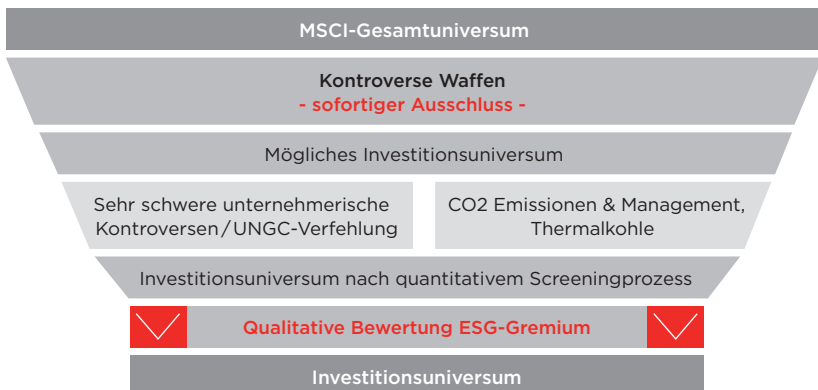 MSCI-Gesamtuniversum
Kontroverse Waffen
- sofortiger Ausschluss -
Mögliches Investitionsuniversum
Sehr schwere unternehmerische
Kontroversen/UNGC-Verfehlung
CO2 Emissionen & Management,
Thermalkohle
Investitionsuniversum nach quantitativem Screeningprozess
Qualitative Bewertung ESG-Gremium
Investitionsuniversum